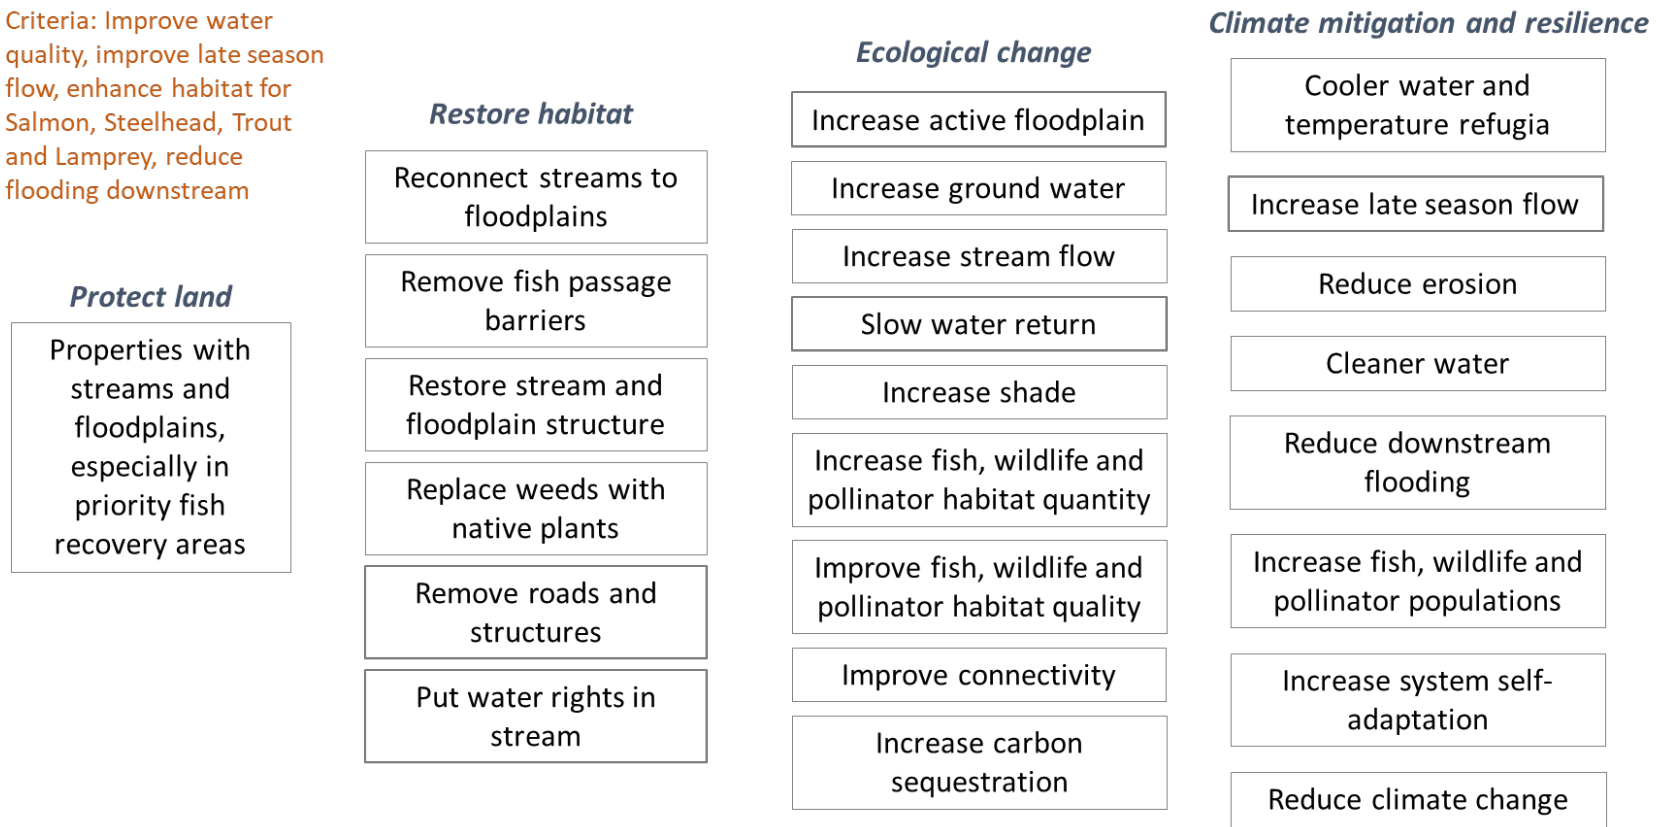 Criteria: Improve water
quality, improve late season
flow, enhance habitat for
Salmon, Steelhead, Trout
and Lamprey, reduce
flooding downstream
Protect land
Properties with
streams and
floodplains,
especially in
priority fish
recovery areas
Restore habitat
Reconnect streams to
floodplains
Remove fish passage
barriers
Restore stream and
floodplain structure
Replace weeds with
native plants
Remove roads and
structures
Put water rights in
stream
Ecological change
Increase active floodplain
Increase ground water
Increase stream flow
Slow water return
Increase shade
Increase fish, wildlife and
pollinator habitat quantity
Improve fish, wildlife and
pollinator habitat quality
Improve connectivity
Increase carbon
sequestration
Climate mitigation and resilience
Cooler water and
temperature refugia
Increase late season flow
Reduce erosion
Cleaner water
Reduce downstream
flooding
Increase fish, wildlife and
pollinator populations
Increase system self-
adaptation
Reduce climate change